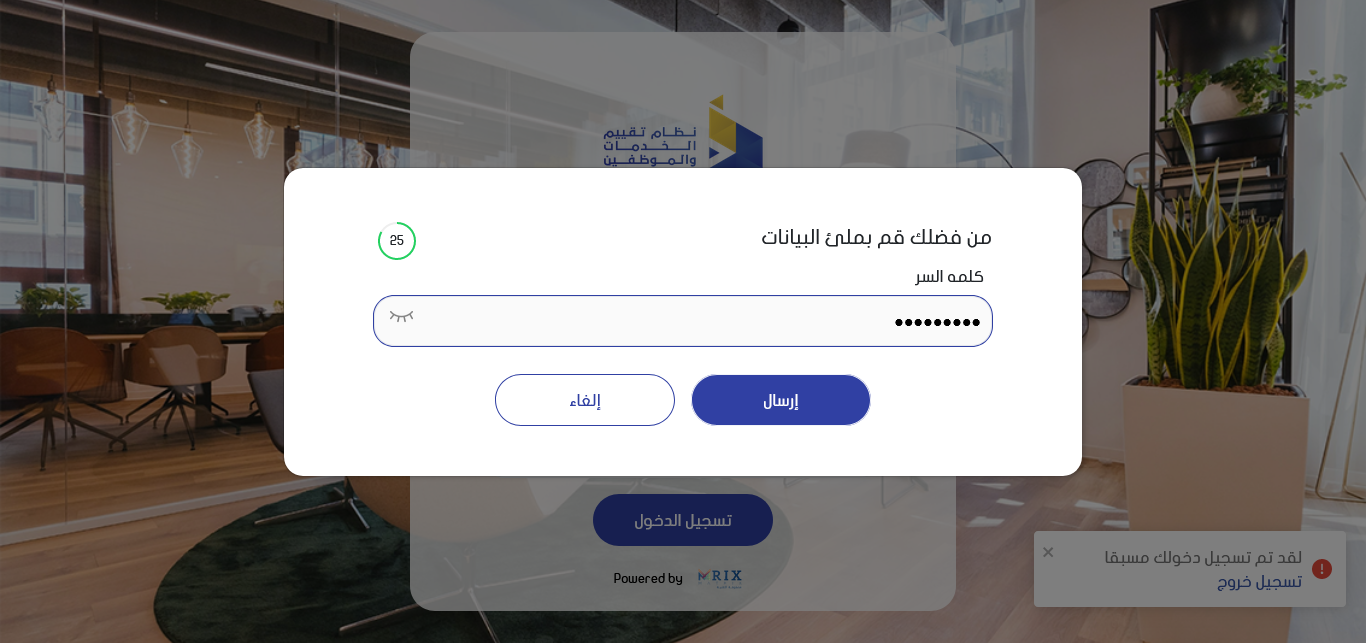 نظام تقييم
الخدمات
والموظفين
من فضلك قم بملئ البيانات
25
كلمه السر
إرسال
إلغاء
تسجيل الدخول
Powered by
RIX
لقد تم تسجيل دخولك مسبقا
تسجيل خروج